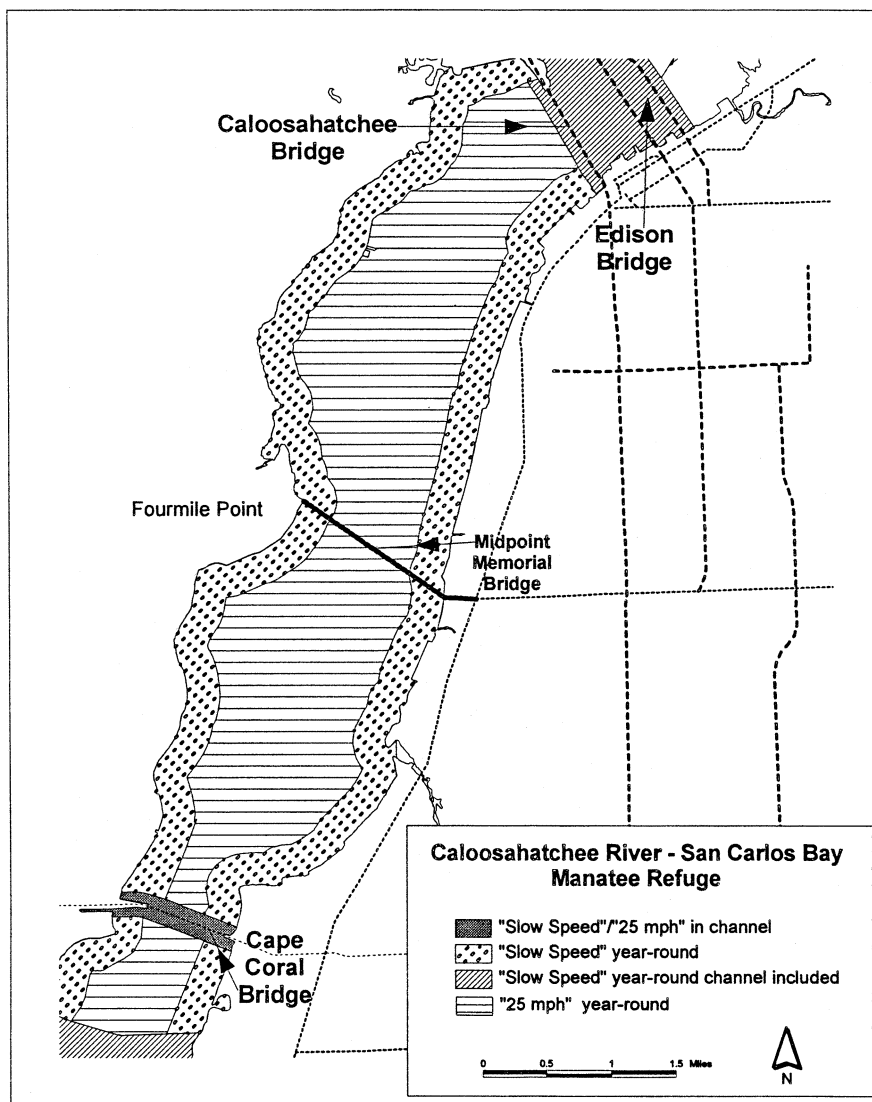 Caloosahatchee
Bridge
Edison
Bridge
Fourmile Point
Midpoint
Memorial
Bridge
Cape
Coral
Bridge
Caloosahatchee River - San Carlos Bay
Manatee Refuge
"Slow Speed"/"25 mph" in channel
"Slow Speed" year-round
"Slow Speed" year-round channel included
"25 mph" year-round
0 0.5 1 1.5 Miles
N